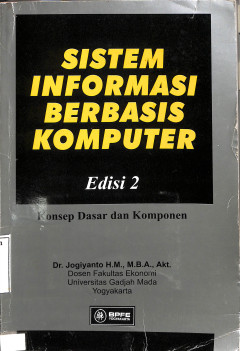 SISTEM
INFORMASI
BERBASIS
KOMPUTER
Edisi 2
Konsep Dasar dan Komponen
Dr. Jogiyanto H.M., M.B.A., Akt.
Dosen Fakultas Ekonomi
Universitas Gadjah Mada
Yogyakarta
BPFE
YOGYAKARTA